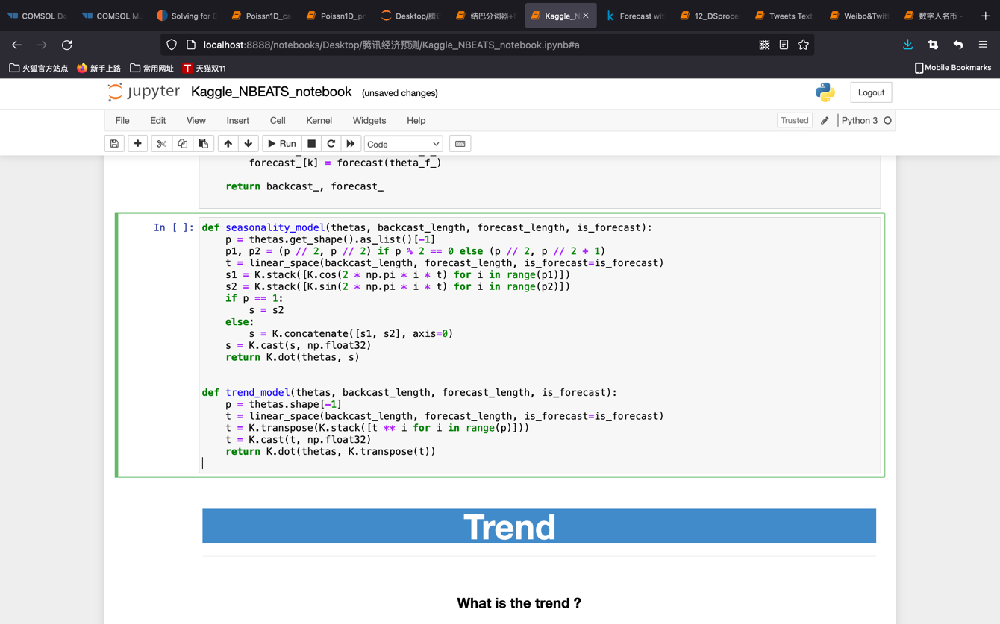 COMSOL Do
COMSOL Mu
Solving for D
Poissn1D_ca
Poissn1D_pr
Desktop/腾讯
结巴分词器+
Kaggle_N
Forecast wit
12_DSproce
Tweets Text
Weibo&Twit
数字人名币 -
localhost:8888/notebooks/Desktop/腾讯经济预测/Kaggle_NBEATS_notebook.ipynb#a
火狐官方站点 新手上路 常用网址 T 天猫双11 Mobile Bookmarks
jupyter Kaggle_NBEATS_notebook (unsaved changes) Logout
File Edit View Insert Cell Kernel Widgets Help Trusted Python 3
Run Code
forecast_[k] = forecast(theta_f_)
return backcast_, forecast_
In [ ]: def seasonality_model(thetas, backcast_length, forecast_length, is_forecast):
p = thetas.get_shape().as_list()[-1]
p1, p2 = (p // 2, p // 2) if p % 2 == 0 else (p // 2, p // 2 + 1)
t = linear_space(backcast_length, forecast_length, is_forecast=is_forecast)
s1 = K.stack([K.cos(2 * np.pi * i * t) for i in range(p1)])
s2 = K.stack([K.sin(2 * np.pi * i * t) for i in range(p2)])
if p == 1:
s = s2
else:
s = K.concatenate([s1, s2], axis=0)
s = K.cast(s, np.float32)
return K.dot(thetas, s)
def trend_model(thetas, backcast_length, forecast_length, is_forecast):
p = thetas.shape[-1]
t = linear_space(backcast_length, forecast_length, is_forecast=is_forecast)
t = K.transpose(K.stack([t ** i for i in range(p)]))
t = K.cast(t, np.float32)
return K.dot(thetas, K.transpose(t))
Trend
What is the trend ?